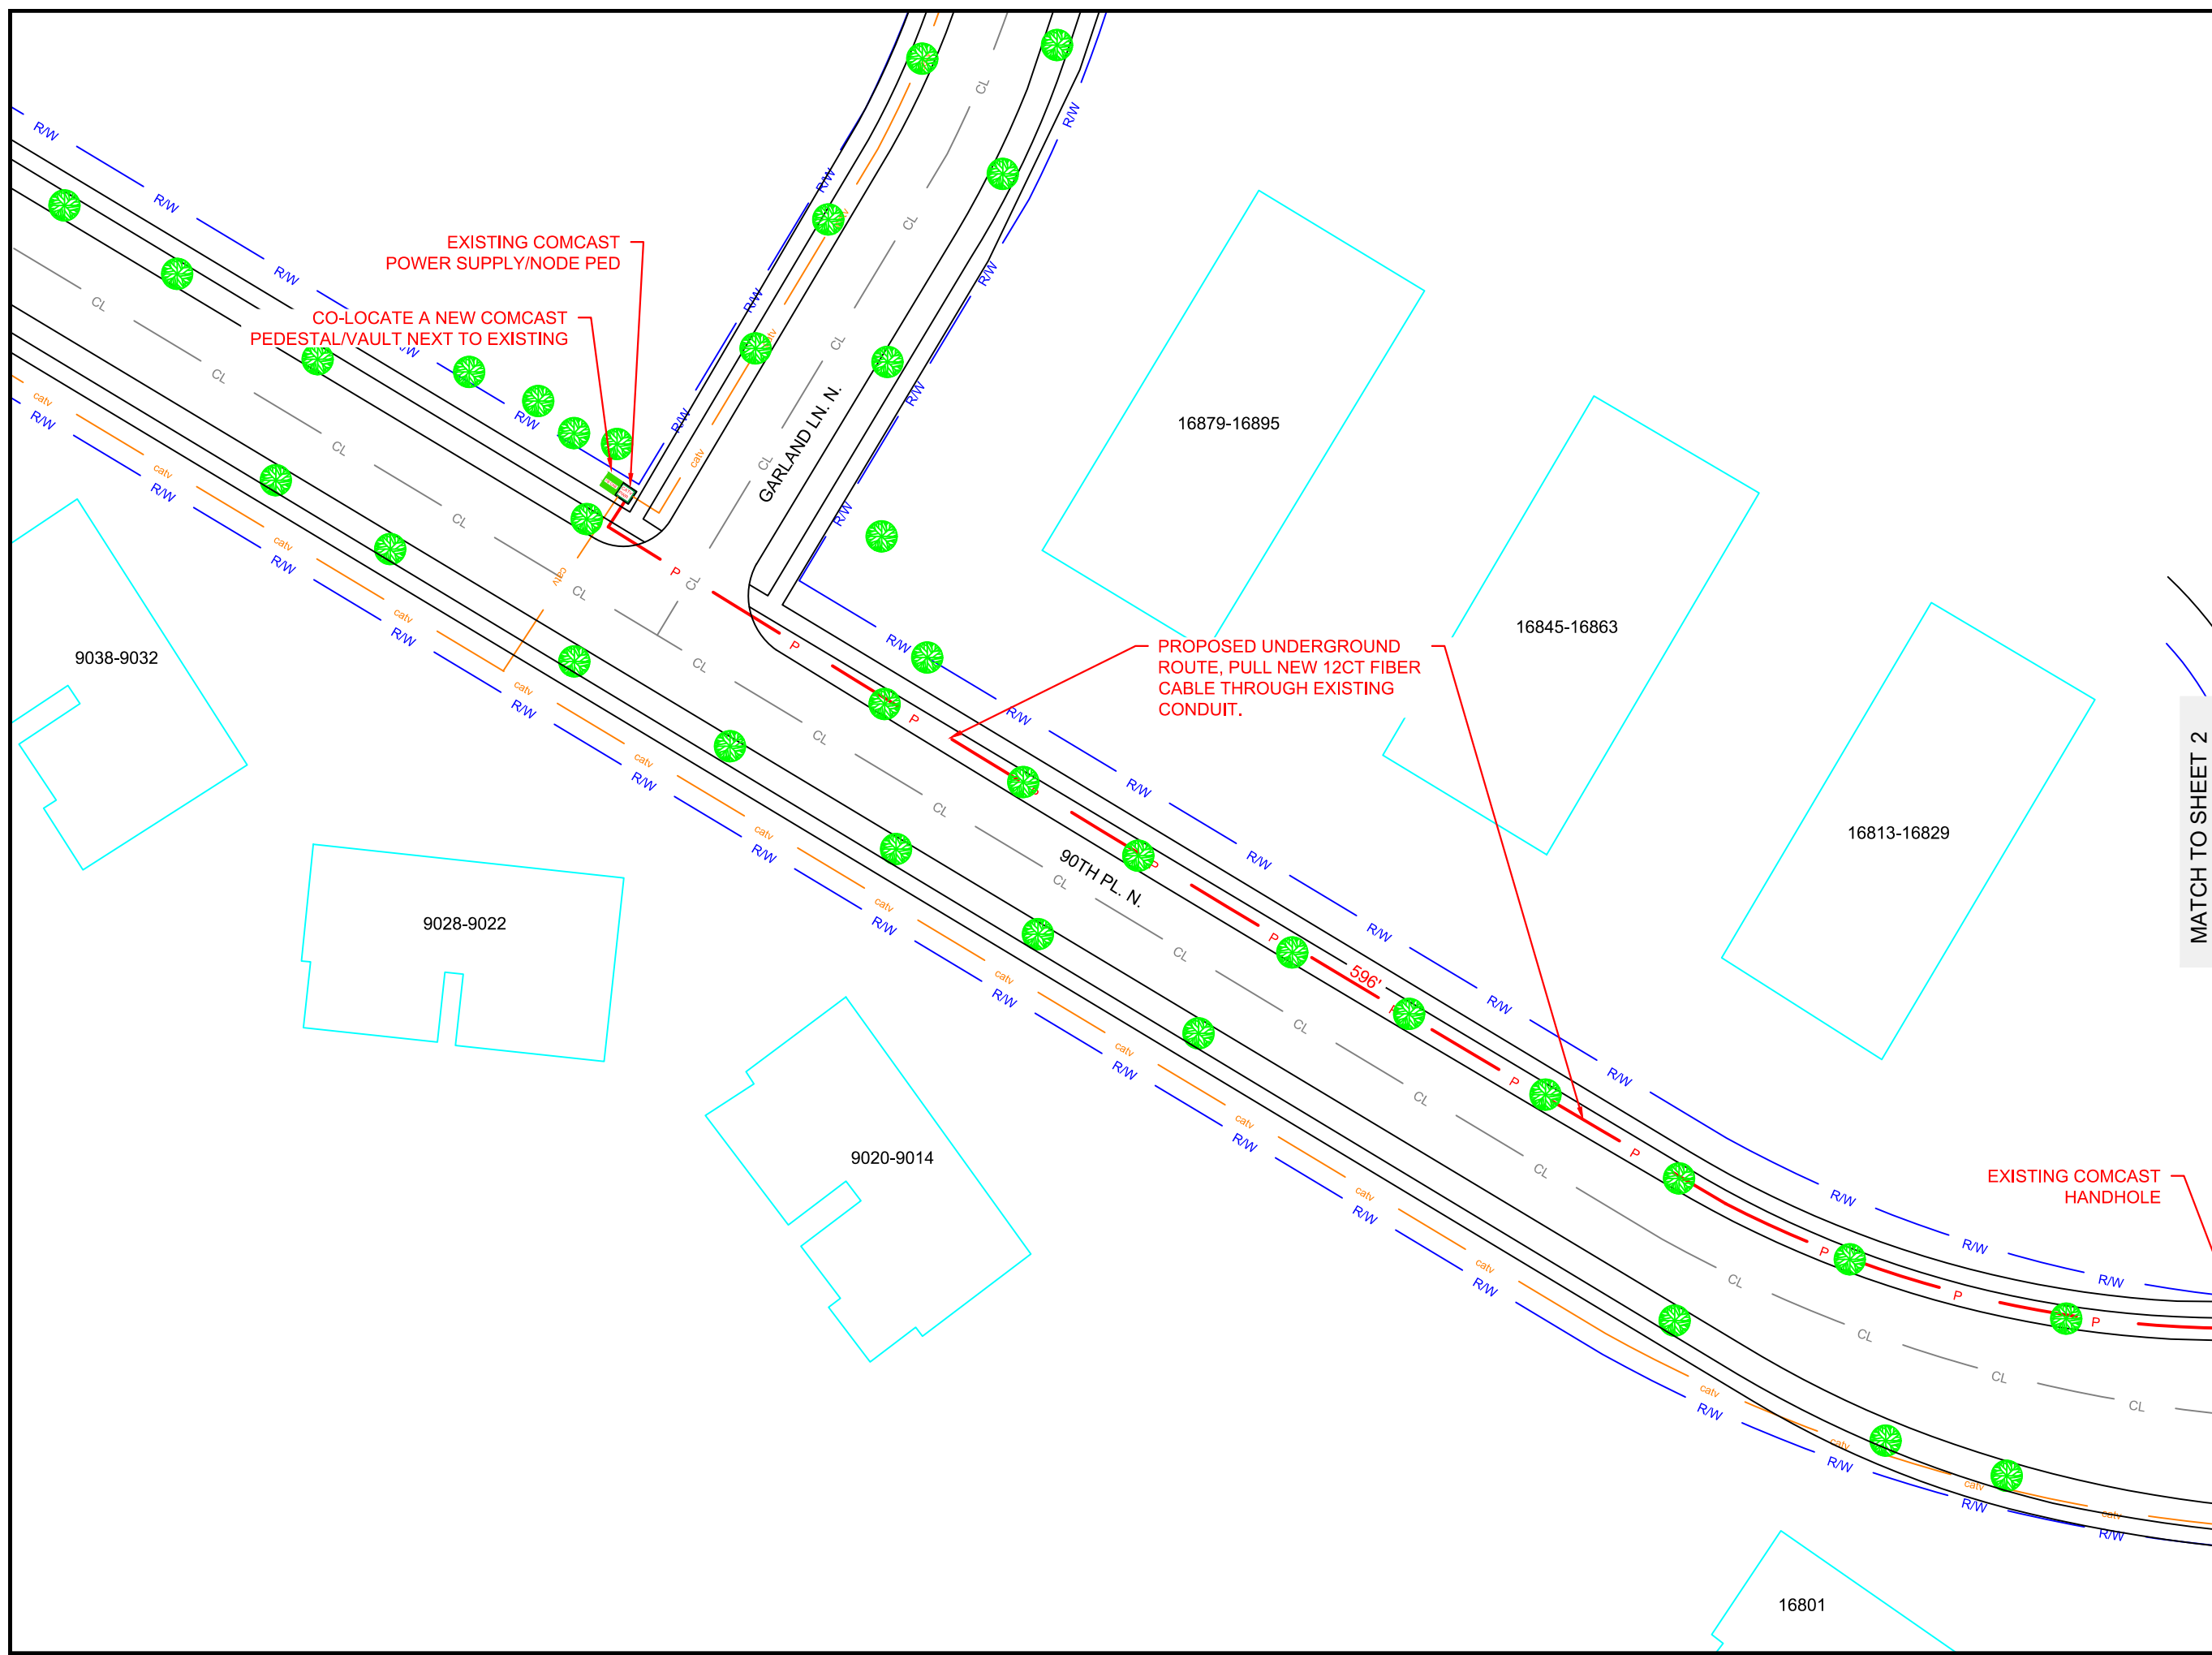 EXISTING COMCAST
POWER SUPPLY/NODE PED
CO-LOCATE A NEW COMCAST
PEDESTAL/VAULT NEXT TO EXISTING
GARLAND LN. N.
16879-16895
16845-16863
16813-16829
PROPOSED UNDERGROUND
ROUTE, PULL NEW 12CT FIBER
CABLE THROUGH EXISTING
CONDUIT.
MATCH TO SHEET 2
9038-9032
9028-9022
9020-9014
90TH PL. N.
596'
EXISTING COMCAST
HANDHOLE
16801
R/W
CL
catv
P